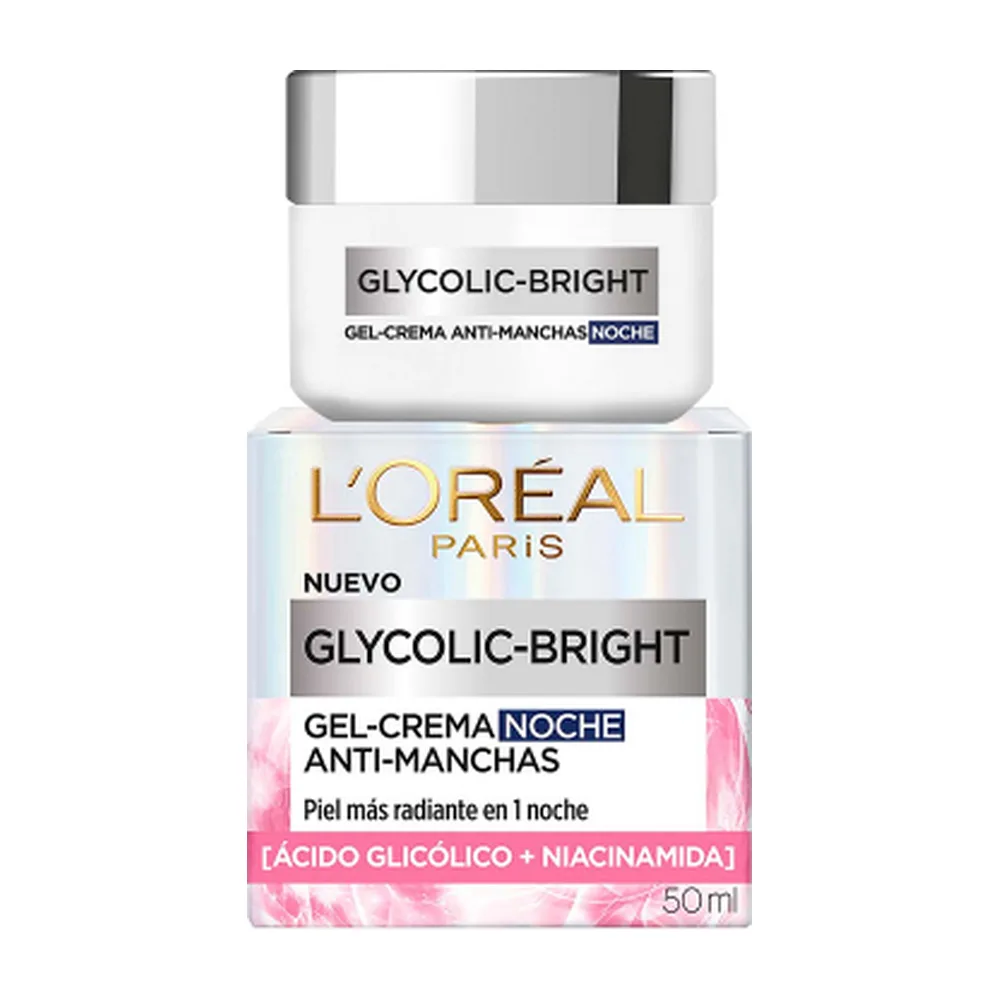 GLYCOLIC-BRIGHT
GEL-CREMA ANTI-MANCHAS NOCHE
L'ORÉAL
PARiS
NUEVO
GLYCOLIC-BRIGHT
GEL-CREMA NOCHE
ANTI-MANCHAS
Piel más radiante en 1 noche
[ÁCIDO GLICÓLICO + NIACINAMIDA]
50 ml